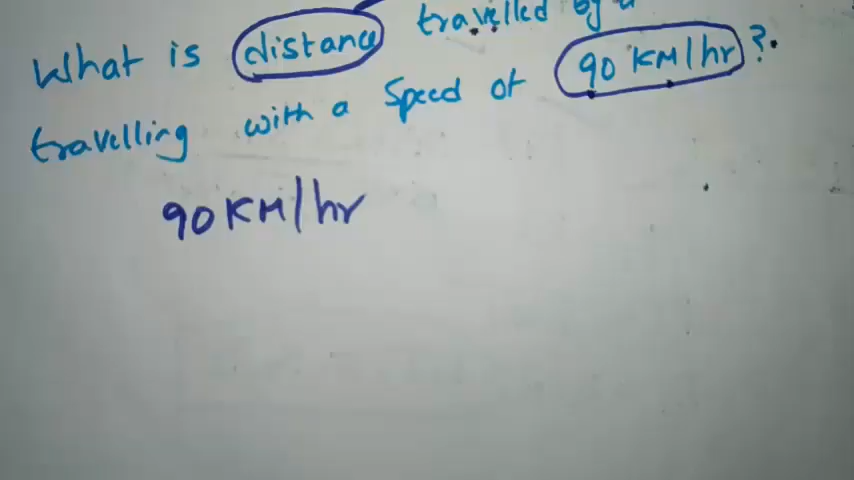 What is distance travelled by a
travelling with a speed of 90 KM/hr ?
90 KM/hr